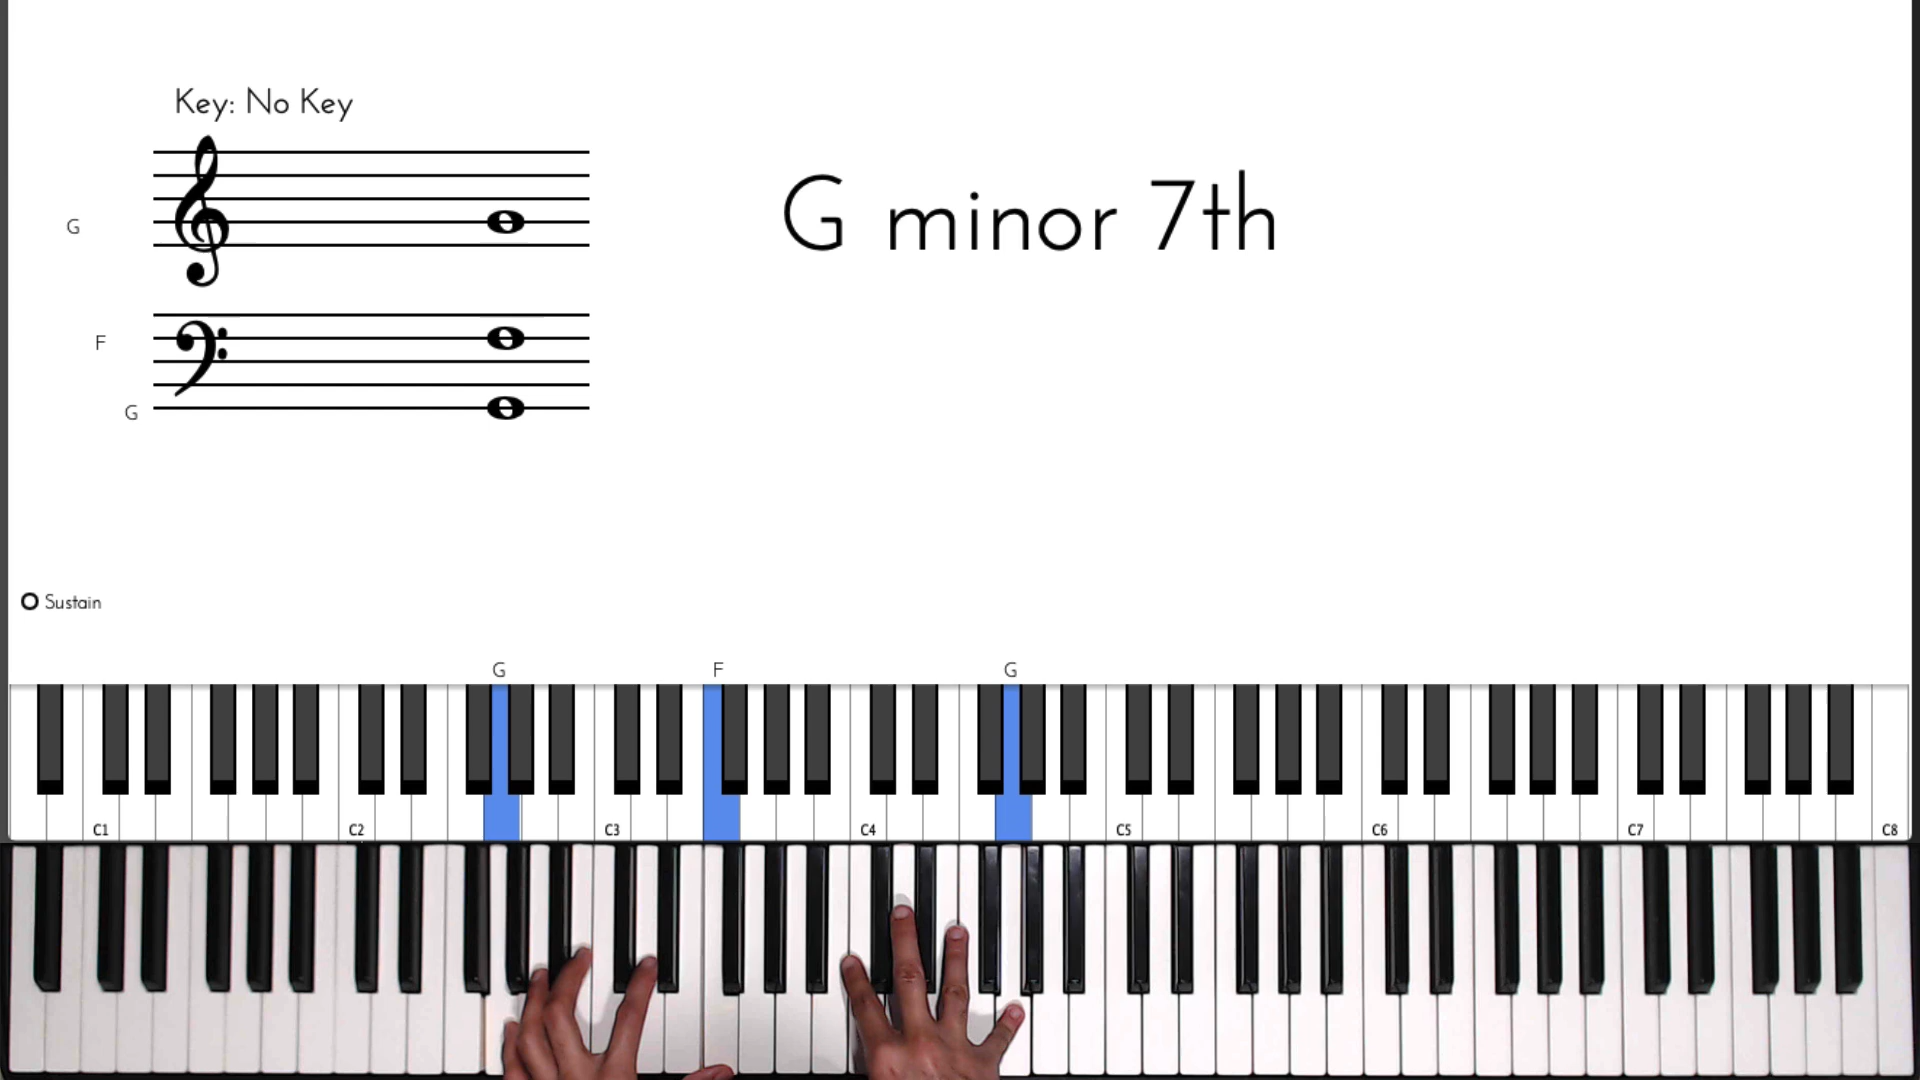 Key: No Key
G minor 7th
G
F
G
Sustain
G F G
C1 C2 C3 C4 C5 C6 C7 C8